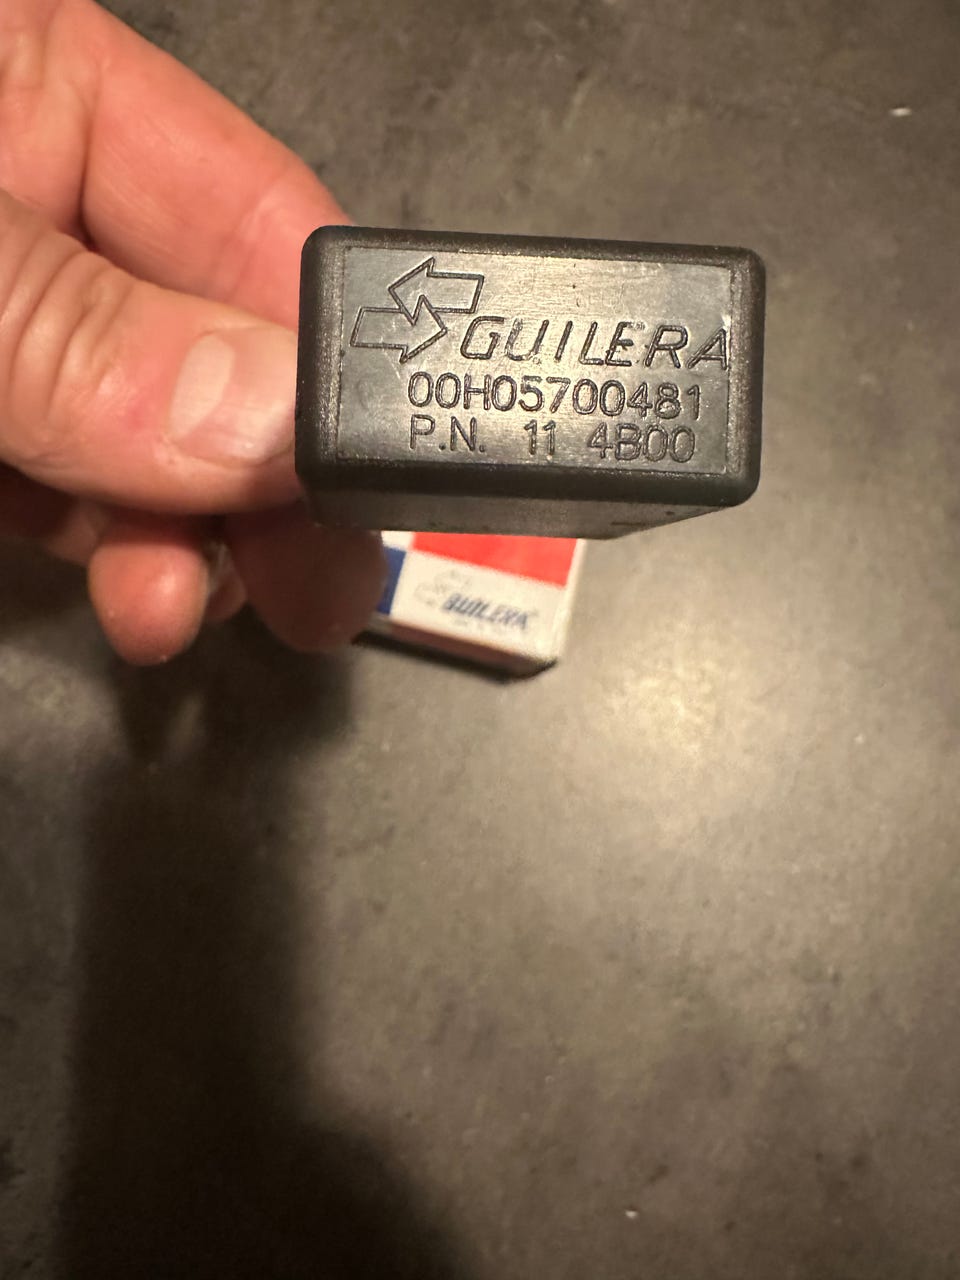 GUILERA
00H05700481
P.N. 11 4B00
GUILERA